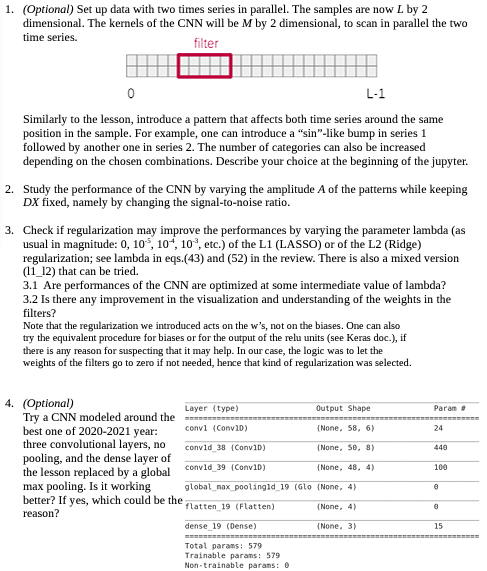 1. (Optional) Set up data with two times series in parallel. The samples are now L by 2
dimensional. The kernels of the CNN will be M by 2 dimensional, to scan in parallel the two
time series.
filter
0 L-1
Similarly to the lesson, introduce a pattern that affects both time series around the same
position in the sample. For example, one can introduce a “sin”-like bump in series 1
followed by another one in series 2. The number of categories can also be increased
depending on the chosen combinations. Describe your choice at the beginning of the jupyter.
2. Study the performance of the CNN by varying the amplitude A of the patterns while keeping
DX fixed, namely by changing the signal-to-noise ratio.
3. Check if regularization may improve the performances by varying the parameter lambda (as
usual in magnitude: 0, 10⁻⁵, 10⁻⁴, 10⁻³, etc.) of the L1 (LASSO) or of the L2 (Ridge)
regularization; see lambda in eqs.(43) and (52) in the review. There is also a mixed version
(l1_l2) that can be tried.
3.1 Are performances of the CNN are optimized at some intermediate value of lambda?
3.2 Is there any improvement in the visualization and understanding of the weights in the
filters?
Note that the regularization we introduced acts on the w’s, not on the biases. One can also
try the equivalent procedure for biases or for the output of the relu units (see Keras doc.), if
there is any reason for suspecting that it may help. In our case, the logic was to let the
weights of the filters go to zero if not needed, hence that kind of regularization was selected.
4. (Optional)
Try a CNN modeled around the
best one of 2020-2021 year:
three convolutional layers, no
pooling, and the dense layer of
the lesson replaced by a global
max pooling. Is it working
better? If yes, which could be the
reason?
Layer (type) Output Shape Param #
conv1 (Conv1D) (None, 58, 6) 24
conv1d_38 (Conv1D) (None, 50, 8) 440
conv1d_39 (Conv1D) (None, 48, 4) 100
global_max_pooling1d_19 (Glo (None, 4) 0
flatten_19 (Flatten) (None, 4) 0
dense_19 (Dense) (None, 3) 15
Total params: 579
Trainable params: 579
Non-trainable params: 0